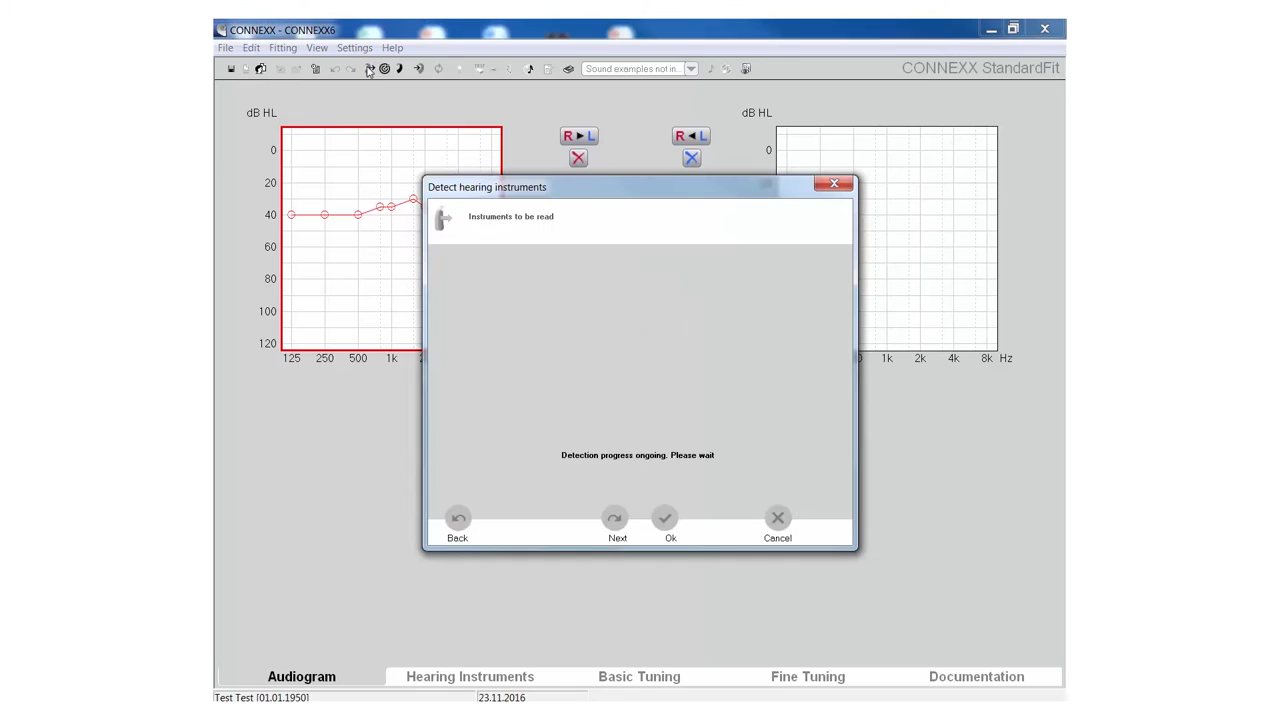 CONNEXX - CONNEXX6
File Edit Fitting View Settings Help
Sound examples not in...
CONNEXX StandardFit
dB HL
0
20
40
60
80
100
120
125 250 500 1k
R ▶ L
R ◀ L
dB HL
0
1k 2k 4k 8k Hz
Detect hearing instruments
Instruments to be read
Detection progress ongoing. Please wait
Back Next Ok Cancel
Audiogram Hearing Instruments Basic Tuning Fine Tuning Documentation
Test Test [01.01.1950] 23.11.2016